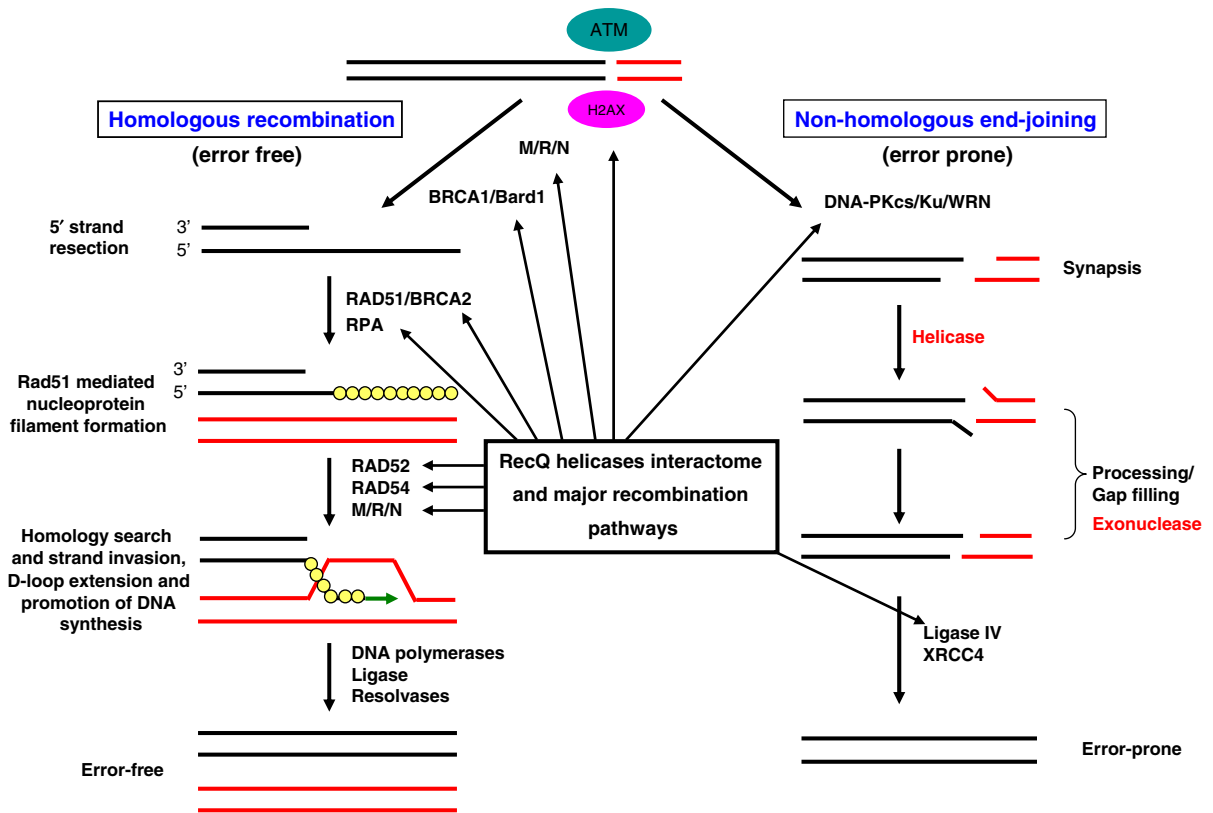 ATM
H2AX
Homologous recombination
(error free)
Non-homologous end-joining
(error prone)
M/R/N
BRCA1/Bard1
DNA-PKcs/Ku/WRN
5′ strand
resection
3’
5’
Synapsis
RAD51/BRCA2
RPA
Helicase
Rad51 mediated
nucleoprotein
filament formation
3’
5’
RecQ helicases interactome
and major recombination
pathways
RAD52
RAD54
M/R/N
Processing/
Gap filling
Exonuclease
Homology search
and strand invasion,
D-loop extension and
promotion of DNA
synthesis
Ligase IV
XRCC4
DNA polymerases
Ligase
Resolvases
Error-free
Error-prone